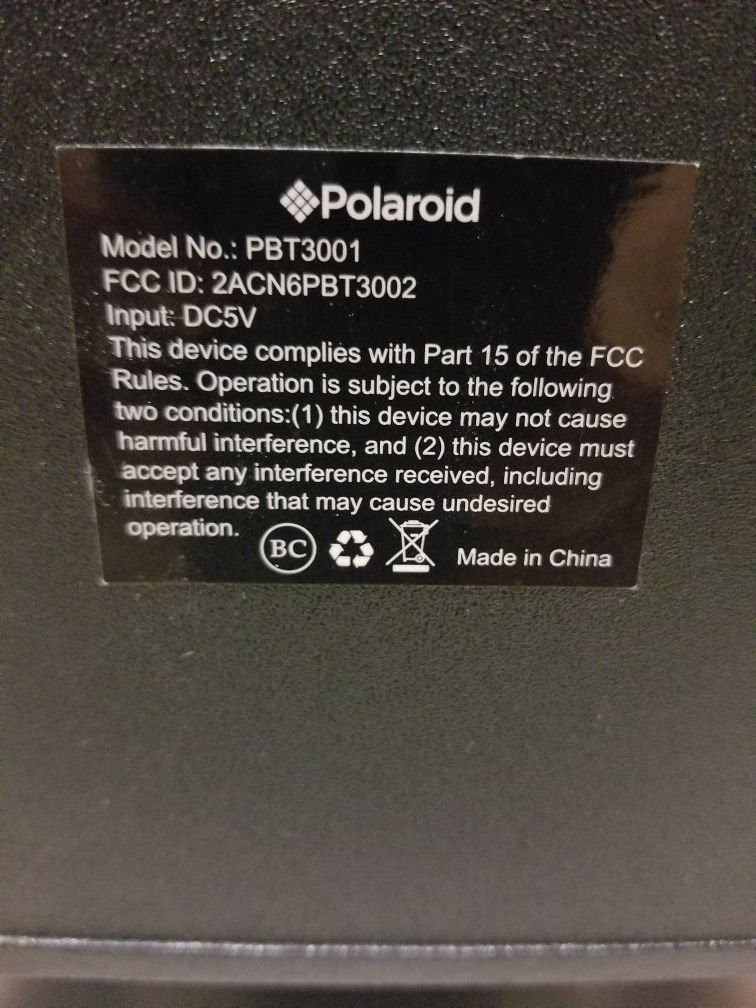 Polaroid
Model No.: PBT3001
FCC ID: 2ACN6PBT3002
Input: DC5V
This device complies with Part 15 of the FCC
Rules. Operation is subject to the following
two conditions:(1) this device may not cause
harmful interference, and (2) this device must
accept any interference received, including
interference that may cause undesired
operation.
BC
Made in China